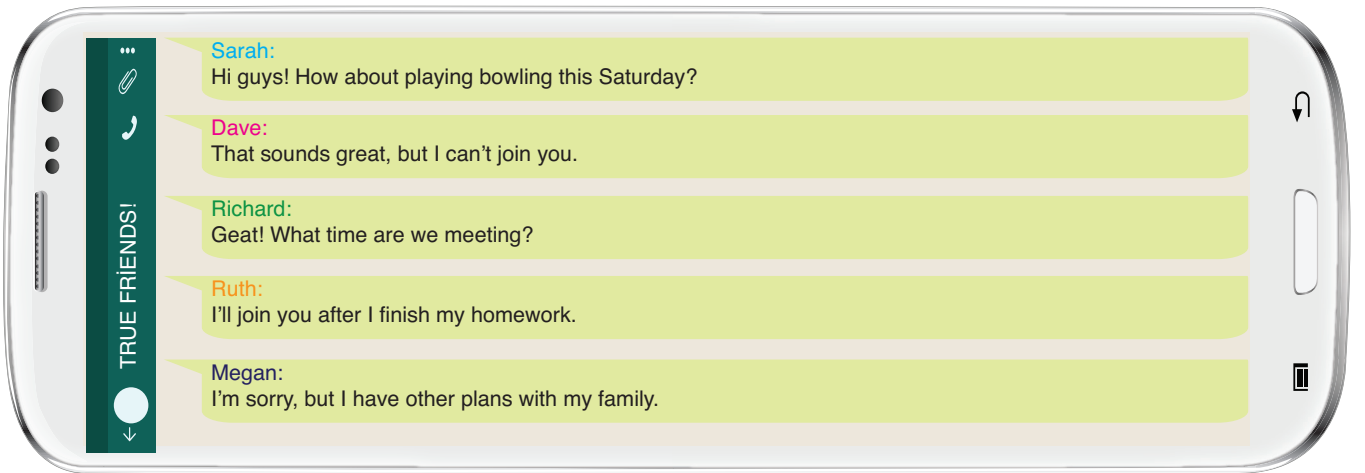 TRUE FRİENDS!
Sarah:
Hi guys! How about playing bowling this Saturday?
Dave:
That sounds great, but I can’t join you.
Richard:
Geat! What time are we meeting?
Ruth:
I’ll join you after I finish my homework.
Megan:
I’m sorry, but I have other plans with my family.